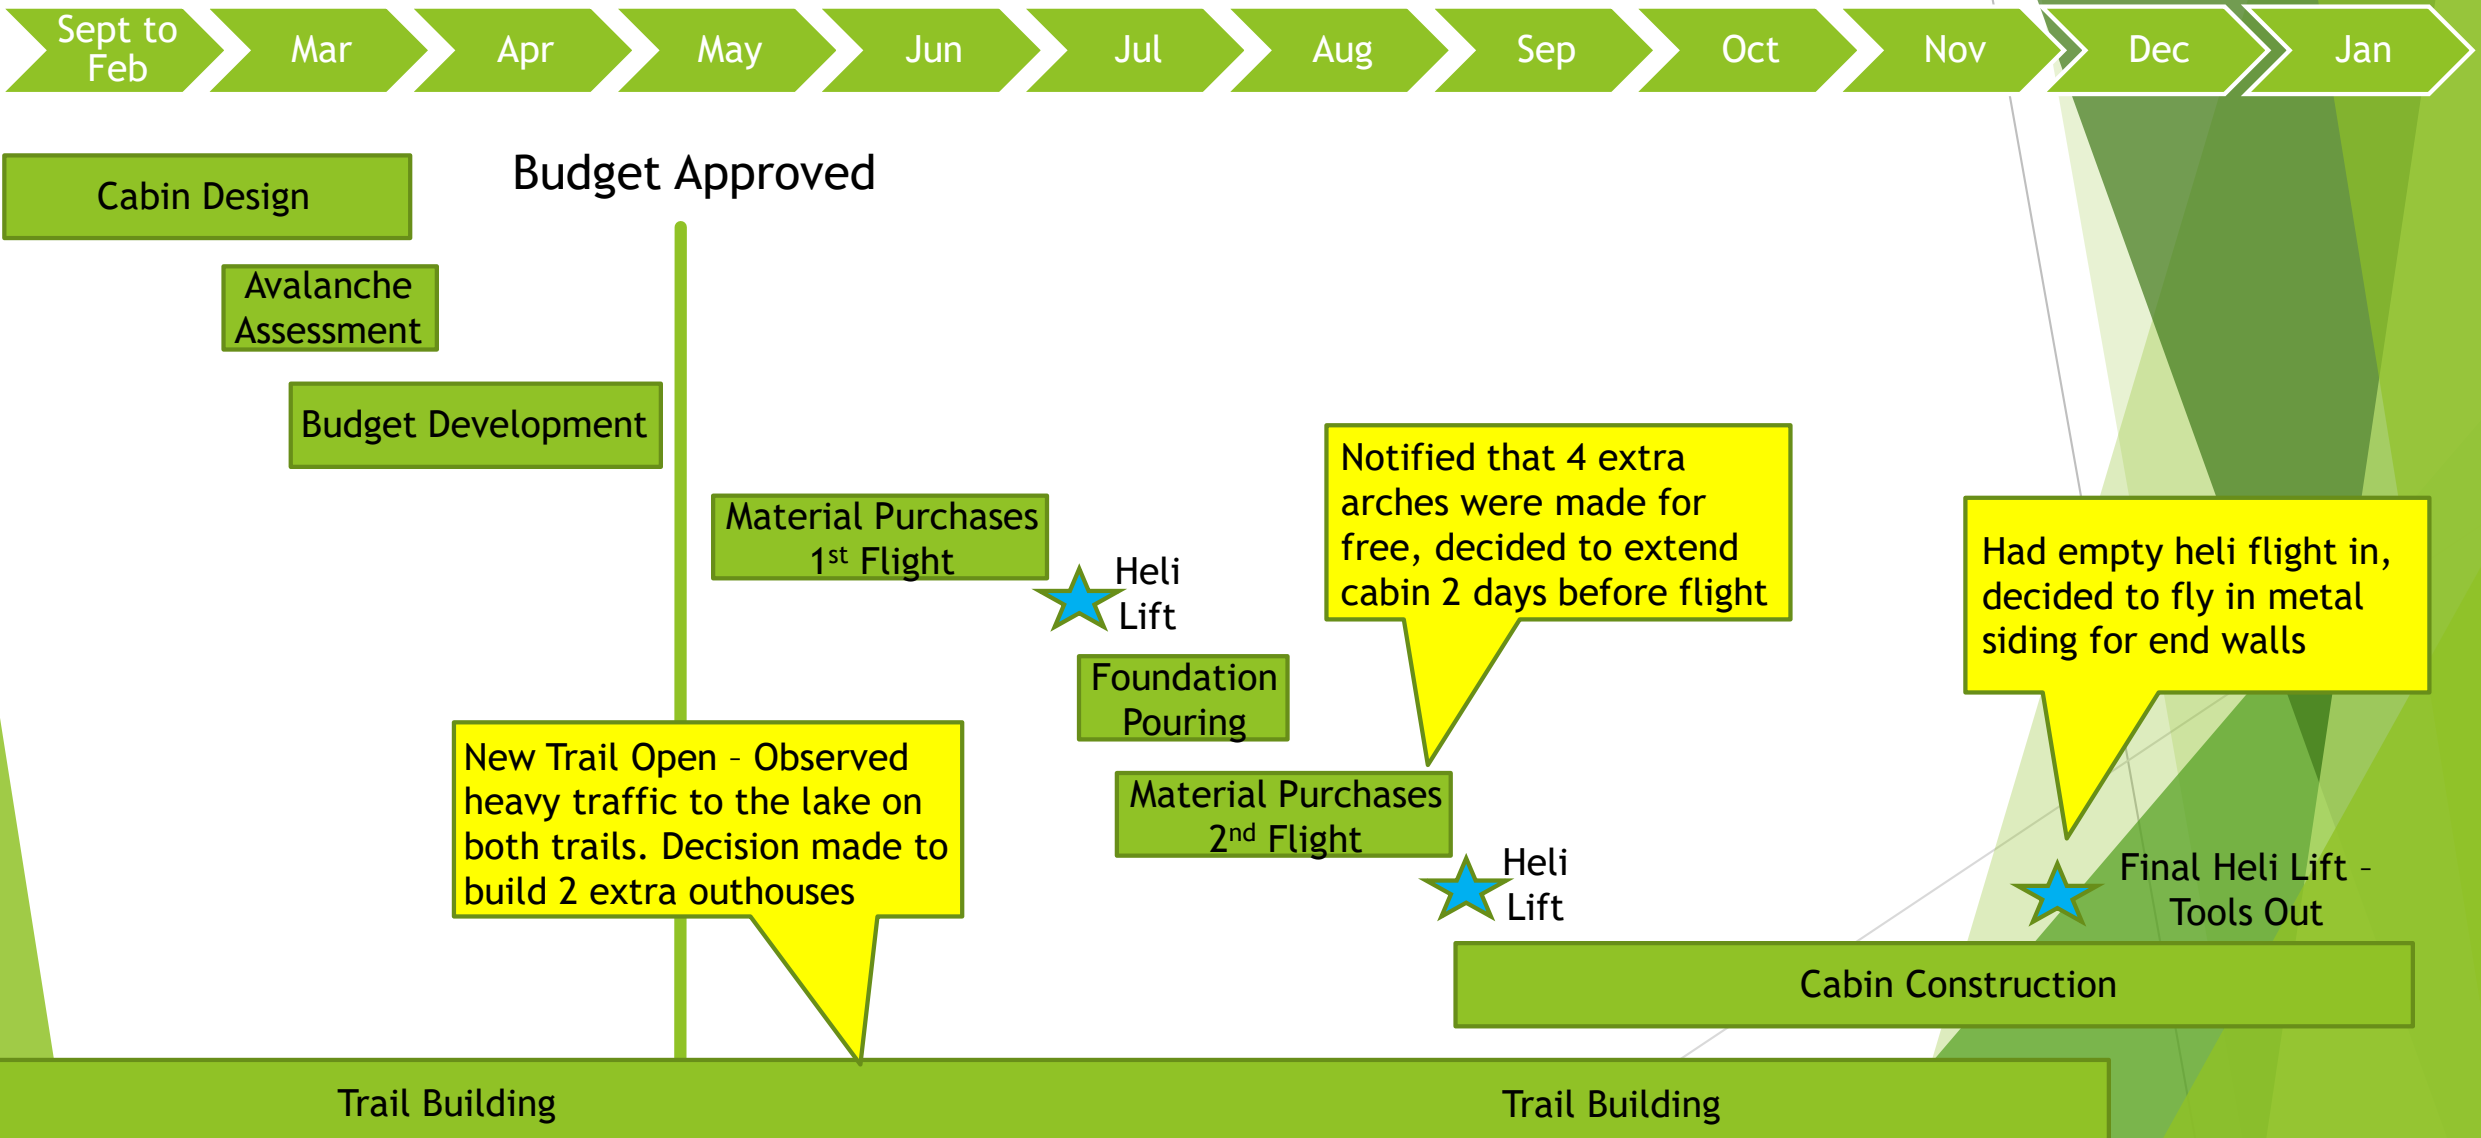 Sept to
Feb
Mar
Apr
May
Jun
Jul
Aug
Sep
Oct
Nov
Dec
Jan
Cabin Design
Budget Approved
Avalanche
Assessment
Budget Development
Material Purchases
1st Flight
Heli
Lift
Notified that 4 extra
arches were made for
free, decided to extend
cabin 2 days before flight
Had empty heli flight in,
decided to fly in metal
siding for end walls
Foundation
Pouring
New Trail Open – Observed
heavy traffic to the lake on
both trails. Decision made to
build 2 extra outhouses
Material Purchases
2nd Flight
Heli
Lift
Final Heli Lift –
Tools Out
Cabin Construction
Trail Building
Trail Building